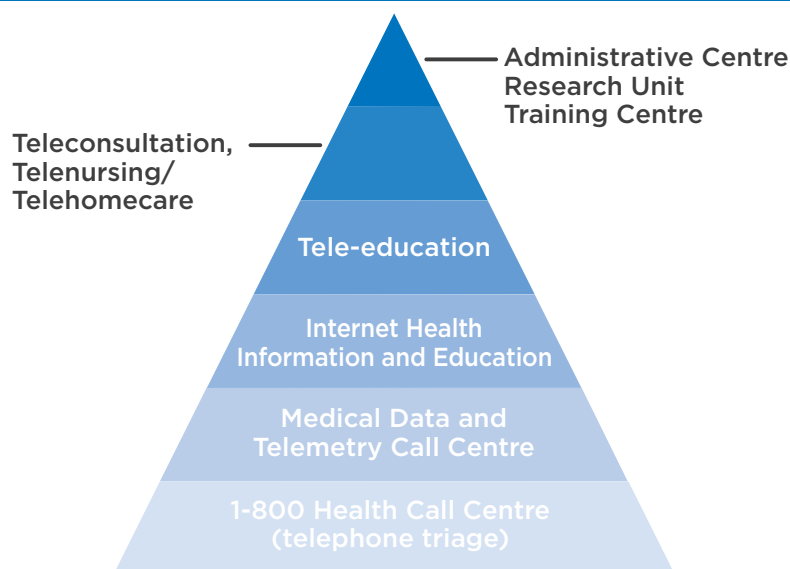 Administrative Centre
Research Unit
Training Centre
Teleconsultation,
Telenursing/
Telehomecare
Tele-education
Internet Health
Information and Education
Medical Data and
Telemetry Call Centre
1-800 Health Call Centre
(telephone triage)